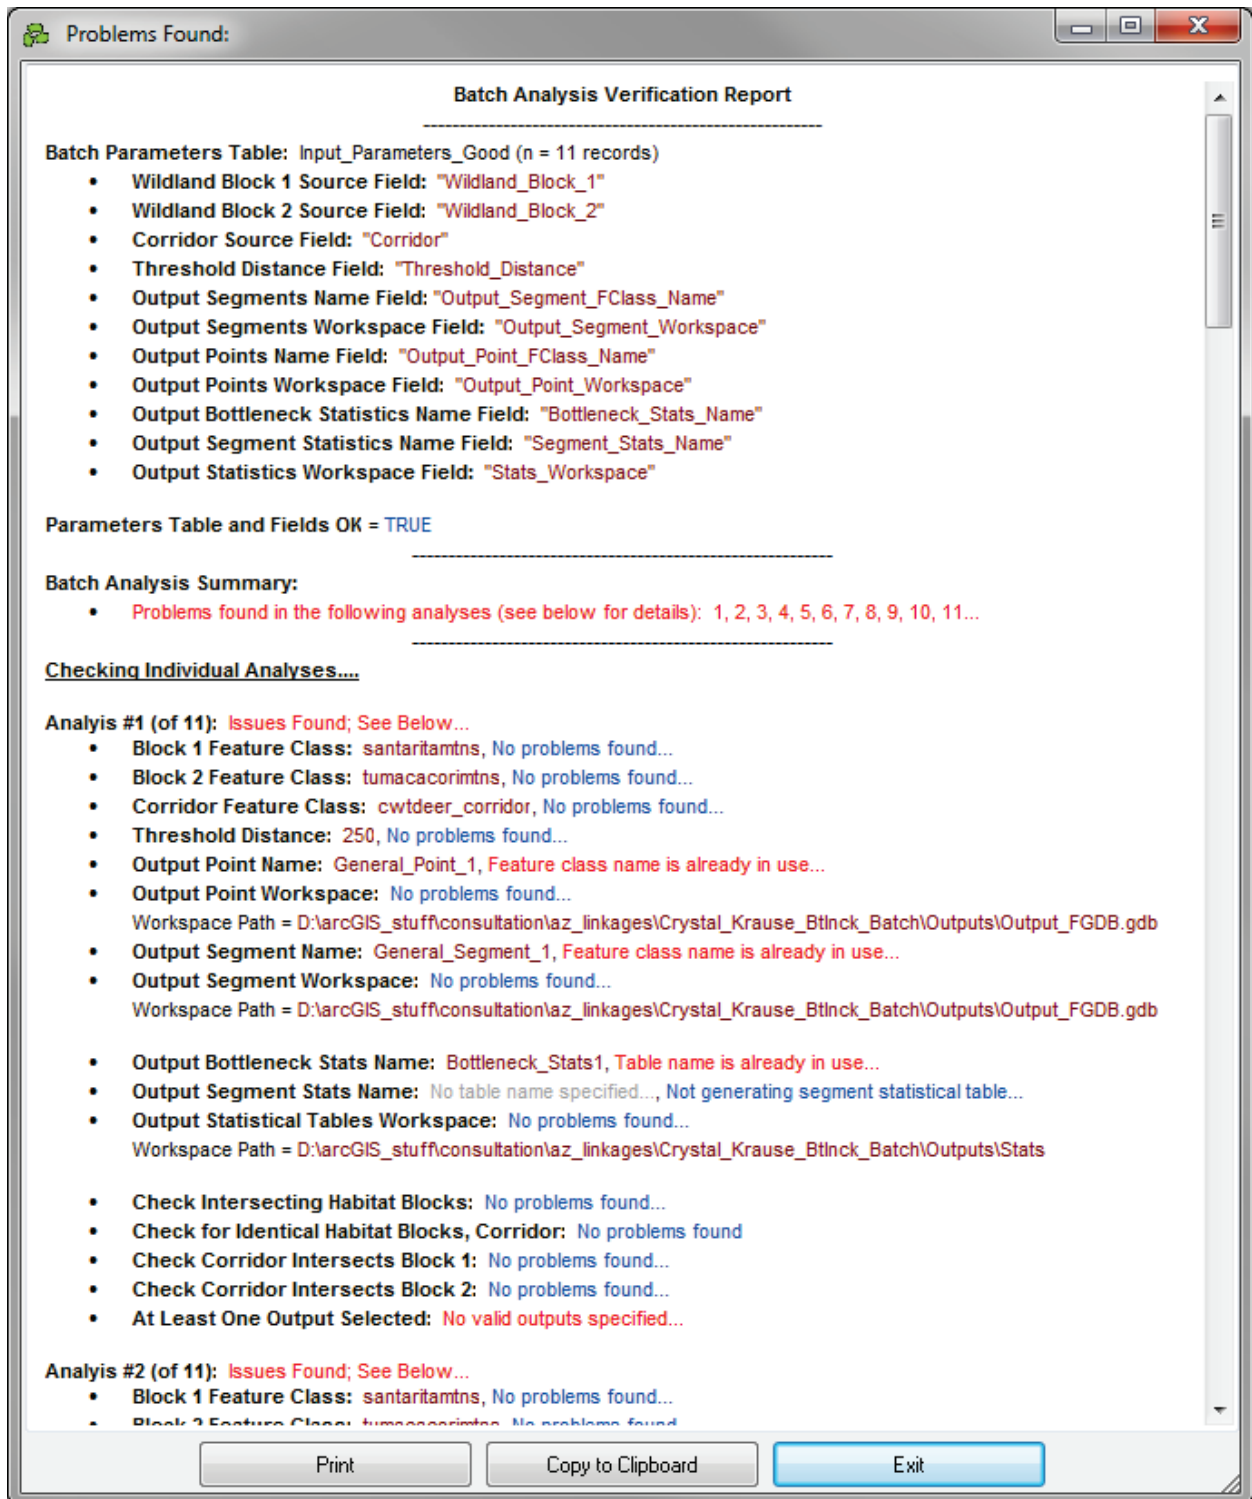 Problems Found:
Batch Analysis Verification Report
--------------------------------------------------------
Batch Parameters Table: Input_Parameters_Good (n = 11 records)
• Wildland Block 1 Source Field: "Wildland_Block_1"
• Wildland Block 2 Source Field: "Wildland_Block_2"
• Corridor Source Field: "Corridor"
• Threshold Distance Field: "Threshold_Distance"
• Output Segments Name Field: "Output_Segment_FClass_Name"
• Output Segments Workspace Field: "Output_Segment_Workspace"
• Output Points Name Field: "Output_Point_FClass_Name"
• Output Points Workspace Field: "Output_Point_Workspace"
• Output Bottleneck Statistics Name Field: "Bottleneck_Stats_Name"
• Output Segment Statistics Name Field: "Segment_Stats_Name"
• Output Statistics Workspace Field: "Stats_Workspace"
Parameters Table and Fields OK = TRUE
-----------------------------------------------------------
Batch Analysis Summary:
• Problems found in the following analyses (see below for details): 1, 2, 3, 4, 5, 6, 7, 8, 9, 10, 11...
-----------------------------------------------------------
Checking Individual Analyses....
Analyis #1 (of 11): Issues Found; See Below...
• Block 1 Feature Class: santaritamtns, No problems found...
• Block 2 Feature Class: tumacacorimtns, No problems found...
• Corridor Feature Class: cwtdeer_corridor, No problems found...
• Threshold Distance: 250, No problems found...
• Output Point Name: General_Point_1, Feature class name is already in use...
• Output Point Workspace: No problems found...
Workspace Path = D:\arcGIS_stuff\consultation\az_linkages\Crystal_Krause_Btlnck_Batch\Outputs\Output_FGDB.gdb
• Output Segment Name: General_Segment_1, Feature class name is already in use...
• Output Segment Workspace: No problems found...
Workspace Path = D:\arcGIS_stuff\consultation\az_linkages\Crystal_Krause_Btlnck_Batch\Outputs\Output_FGDB.gdb
• Output Bottleneck Stats Name: Bottleneck_Stats1, Table name is already in use...
• Output Segment Stats Name: No table name specified..., Not generating segment statistical table...
• Output Statistical Tables Workspace: No problems found...
Workspace Path = D:\arcGIS_stuff\consultation\az_linkages\Crystal_Krause_Btlnck_Batch\Outputs\Stats
• Check Intersecting Habitat Blocks: No problems found...
• Check for Identical Habitat Blocks, Corridor: No problems found
• Check Corridor Intersects Block 1: No problems found...
• Check Corridor Intersects Block 2: No problems found...
• At Least One Output Selected: No valid outputs specified...
Analyis #2 (of 11): Issues Found; See Below...
• Block 1 Feature Class: santaritamtns, No problems found...
• Block 2 Feature Class: tumacacorimtns, No problems found
Print
Copy to Clipboard
Exit